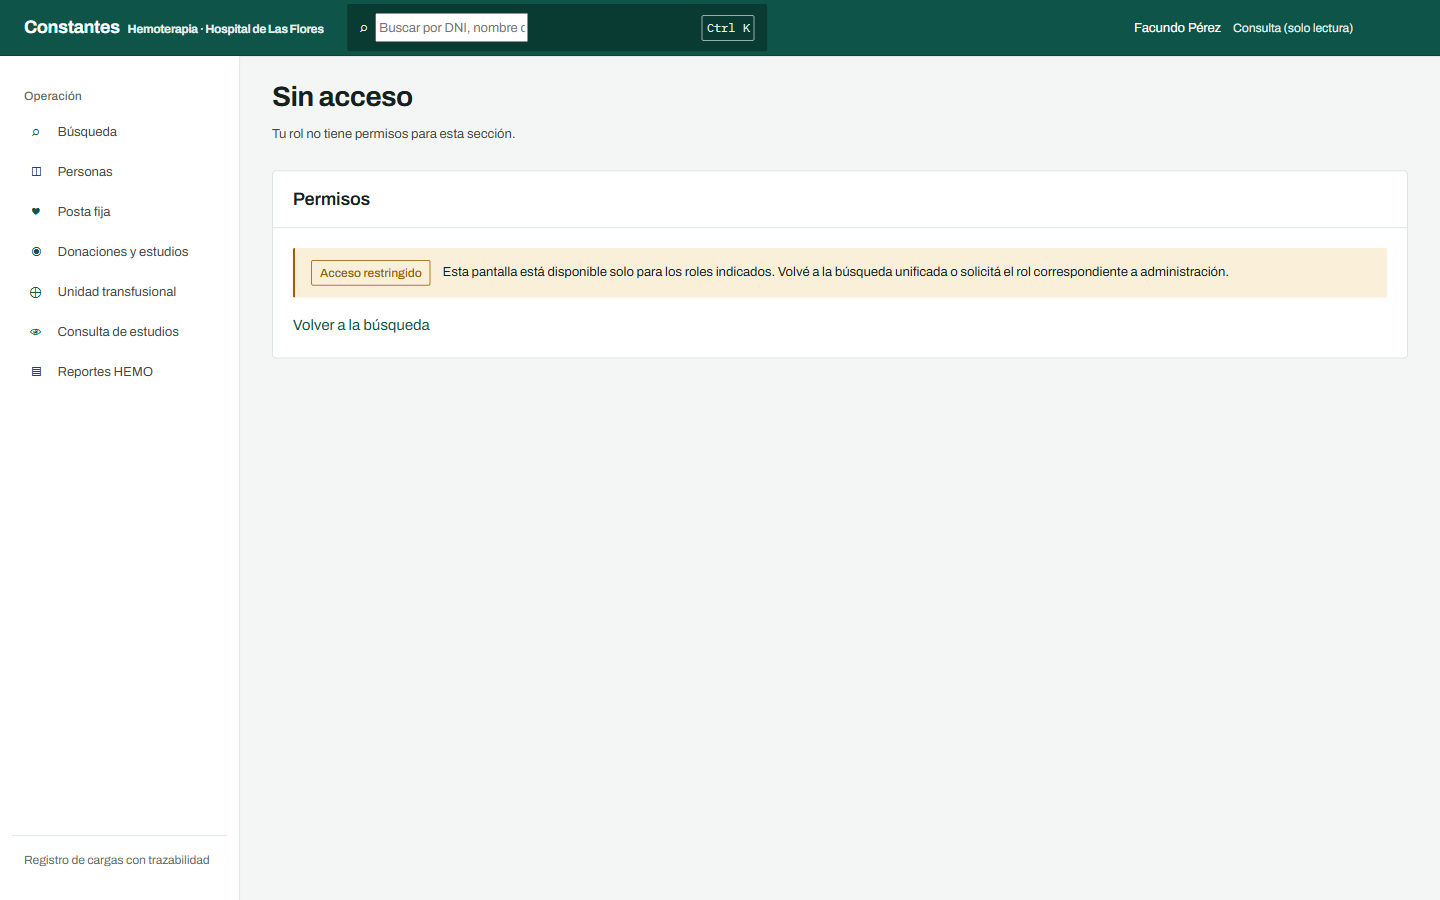 Constantes Hemoterapia · Hospital de Las Flores
Buscar por DNI, nombre
Ctrl K
Facundo Pérez Consulta (solo lectura)
Operación
Búsqueda
Personas
Posta fija
Donaciones y estudios
Unidad transfusional
Consulta de estudios
Reportes HEMO
Registro de cargas con trazabilidad
Sin acceso
Tu rol no tiene permisos para esta sección.
Permisos
Acceso restringido Esta pantalla está disponible solo para los roles indicados. Volvé a la búsqueda unificada o solicitá el rol correspondiente a administración.
Volver a la búsqueda